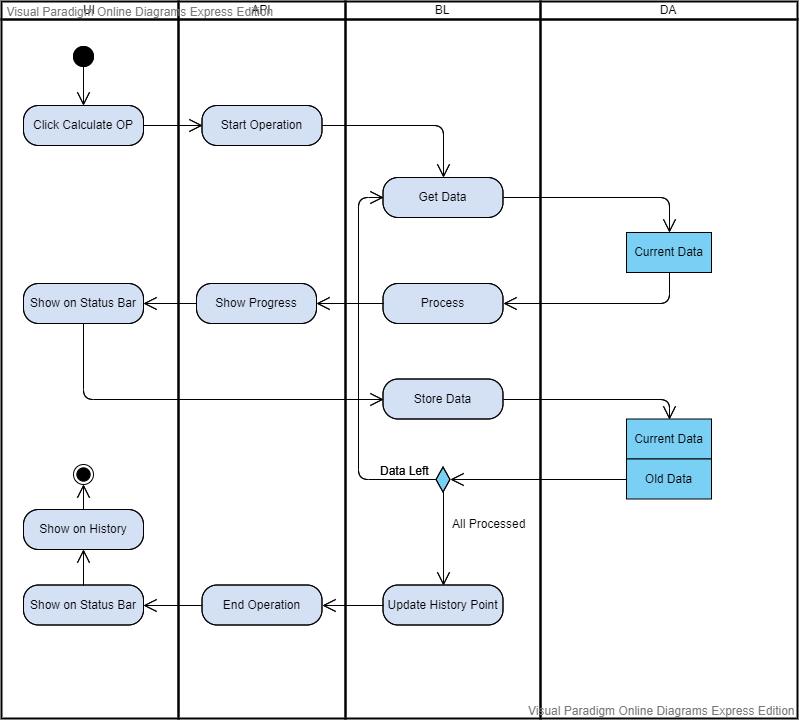 Visual Paradigm Online Diagrams Express Edition
UI
API
BL
DA
Click Calculate OP
Start Operation
Get Data
Current Data
Show on Status Bar
Show Progress
Process
Store Data
Current Data
Data Left
Old Data
All Processed
Show on History
Show on Status Bar
End Operation
Update History Point
Visual Paradigm Online Diagrams Express Edition